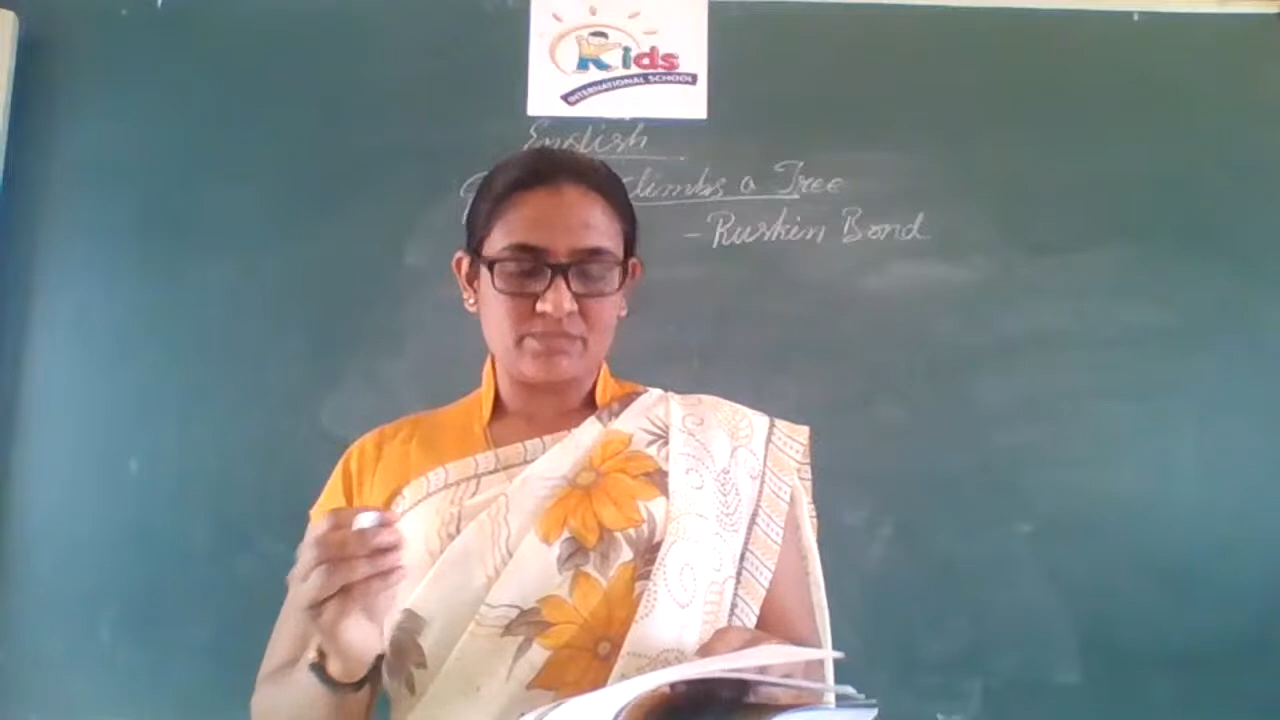 Kids
INTERNATIONAL SCHOOL
English
climbs a Tree
- Ruskin Bond